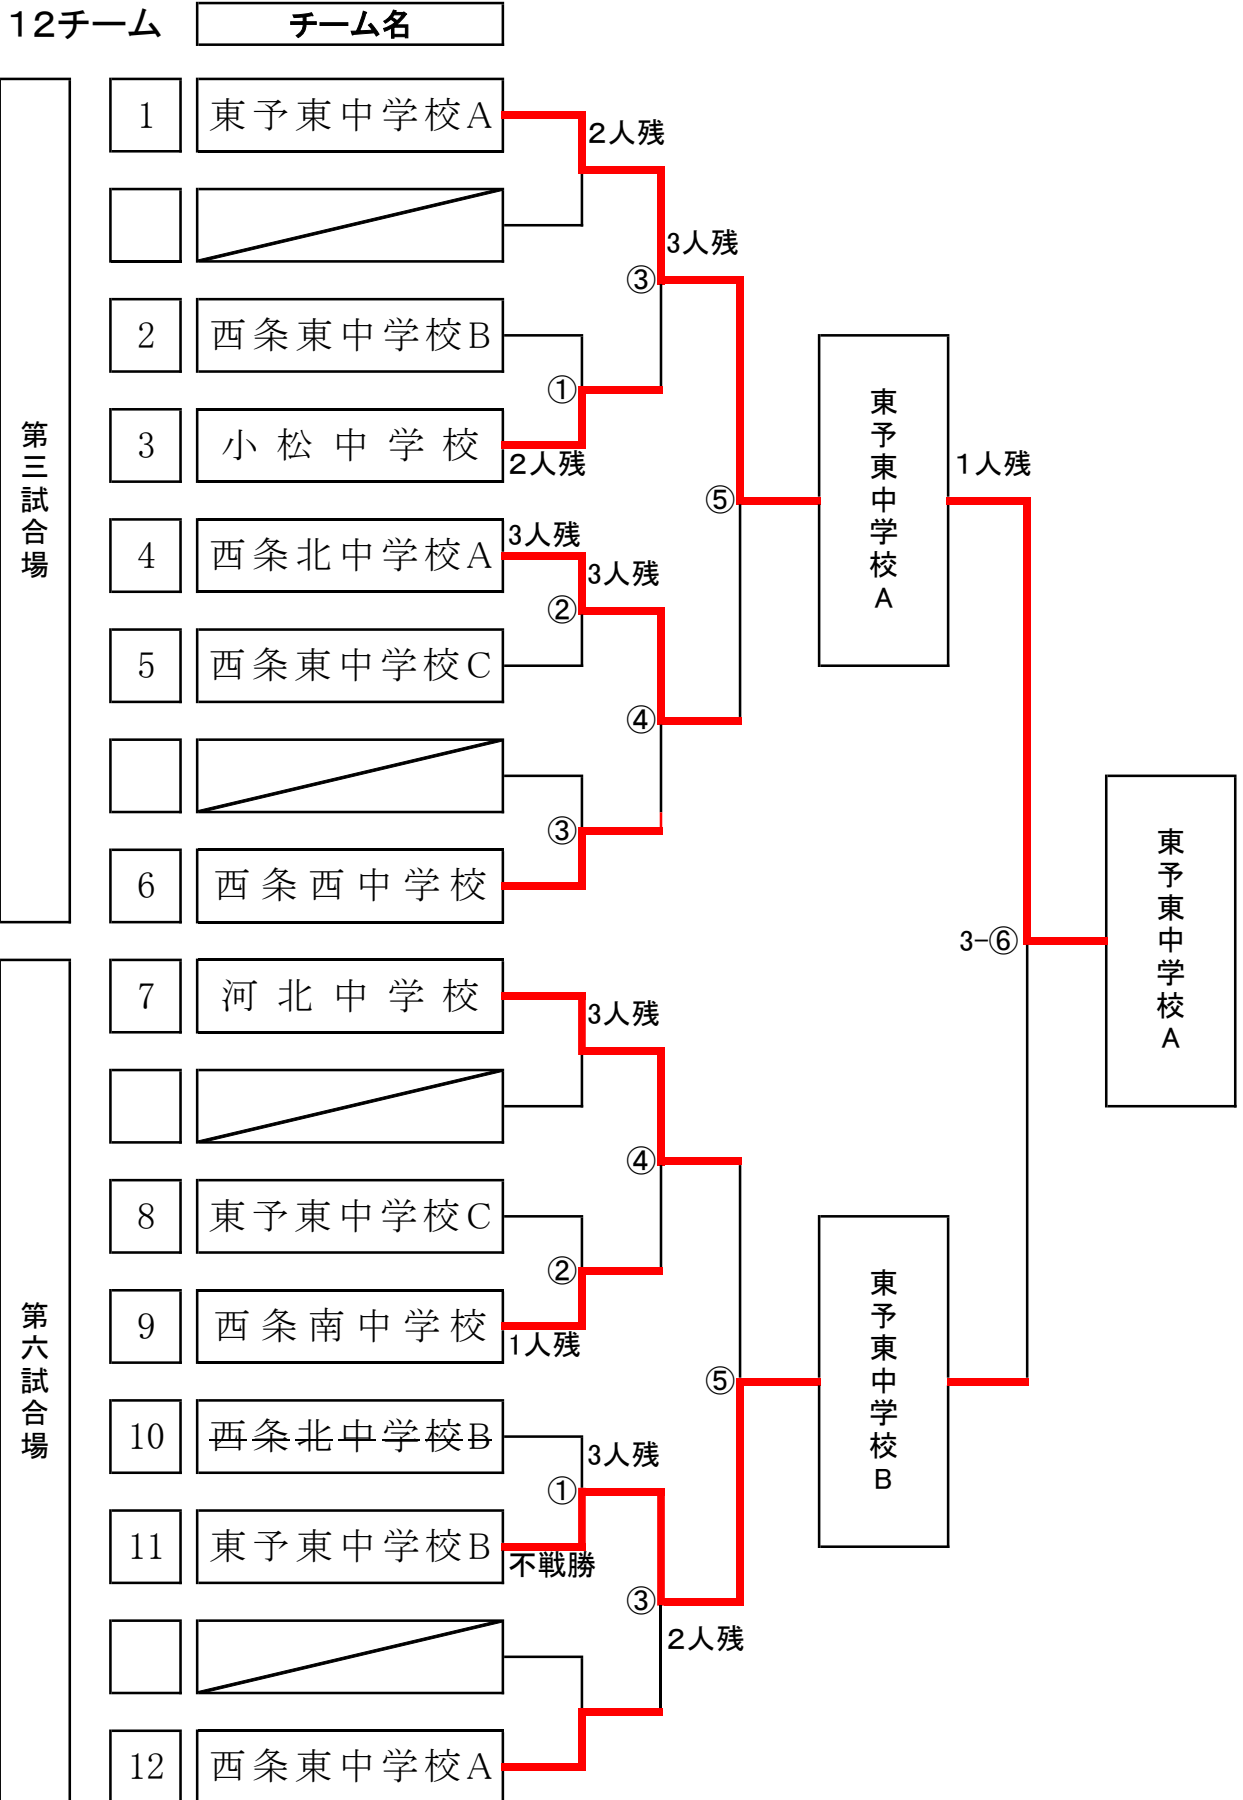 12チーム
チーム名
第三試合場
1
東予東中学校A
2人残
3人残
③
2
西条東中学校B
①
3
小松中学校
2人残
⑤
4
西条北中学校A
3人残
3人残
②
5
西条東中学校C
④
③
6
西条西中学校
東予東中学校A
1人残
3-⑥
東予東中学校A
第六試合場
7
河北中学校
3人残
④
8
東予東中学校C
②
9
西条南中学校
1人残
⑤
10
西条北中学校B
3人残
①
11
東予東中学校B
不戦勝
③
2人残
12
西条東中学校A
東予東中学校B